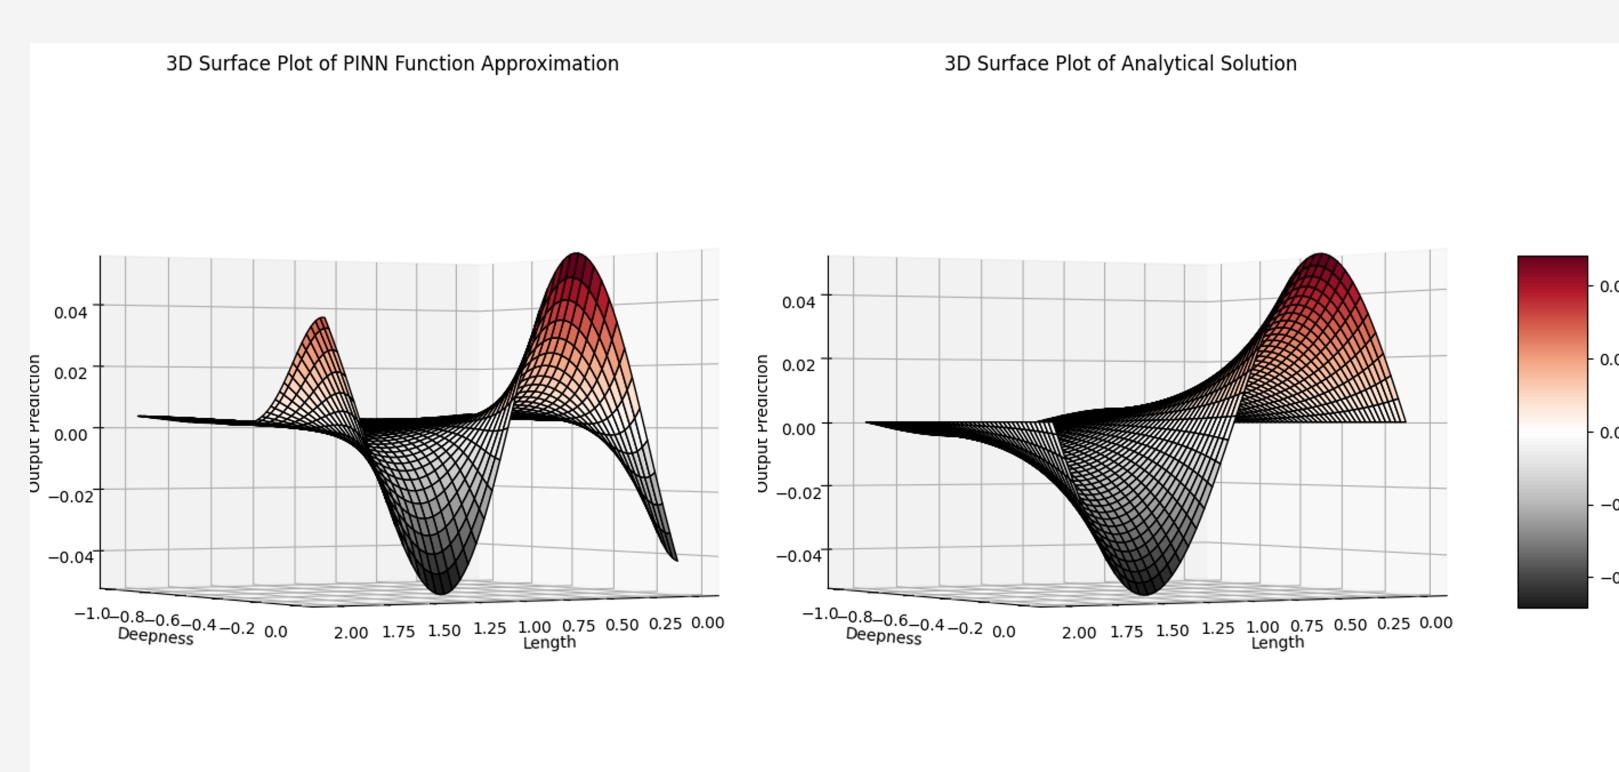 3D Surface Plot of PINN Function Approximation
0.04
0.02
0.00
−0.02
−0.04
Output Prediction
−1.0 −0.8 −0.6 −0.4 −0.2 0.0
Deepness
2.00 1.75 1.50 1.25 1.00 0.75 0.50 0.25 0.00
Length
3D Surface Plot of Analytical Solution
0.04
0.02
0.00
−0.02
−0.04
Output Prediction
−1.0 −0.8 −0.6 −0.4 −0.2 0.0
Deepness
2.00 1.75 1.50 1.25 1.00 0.75 0.50 0.25 0.00
Length